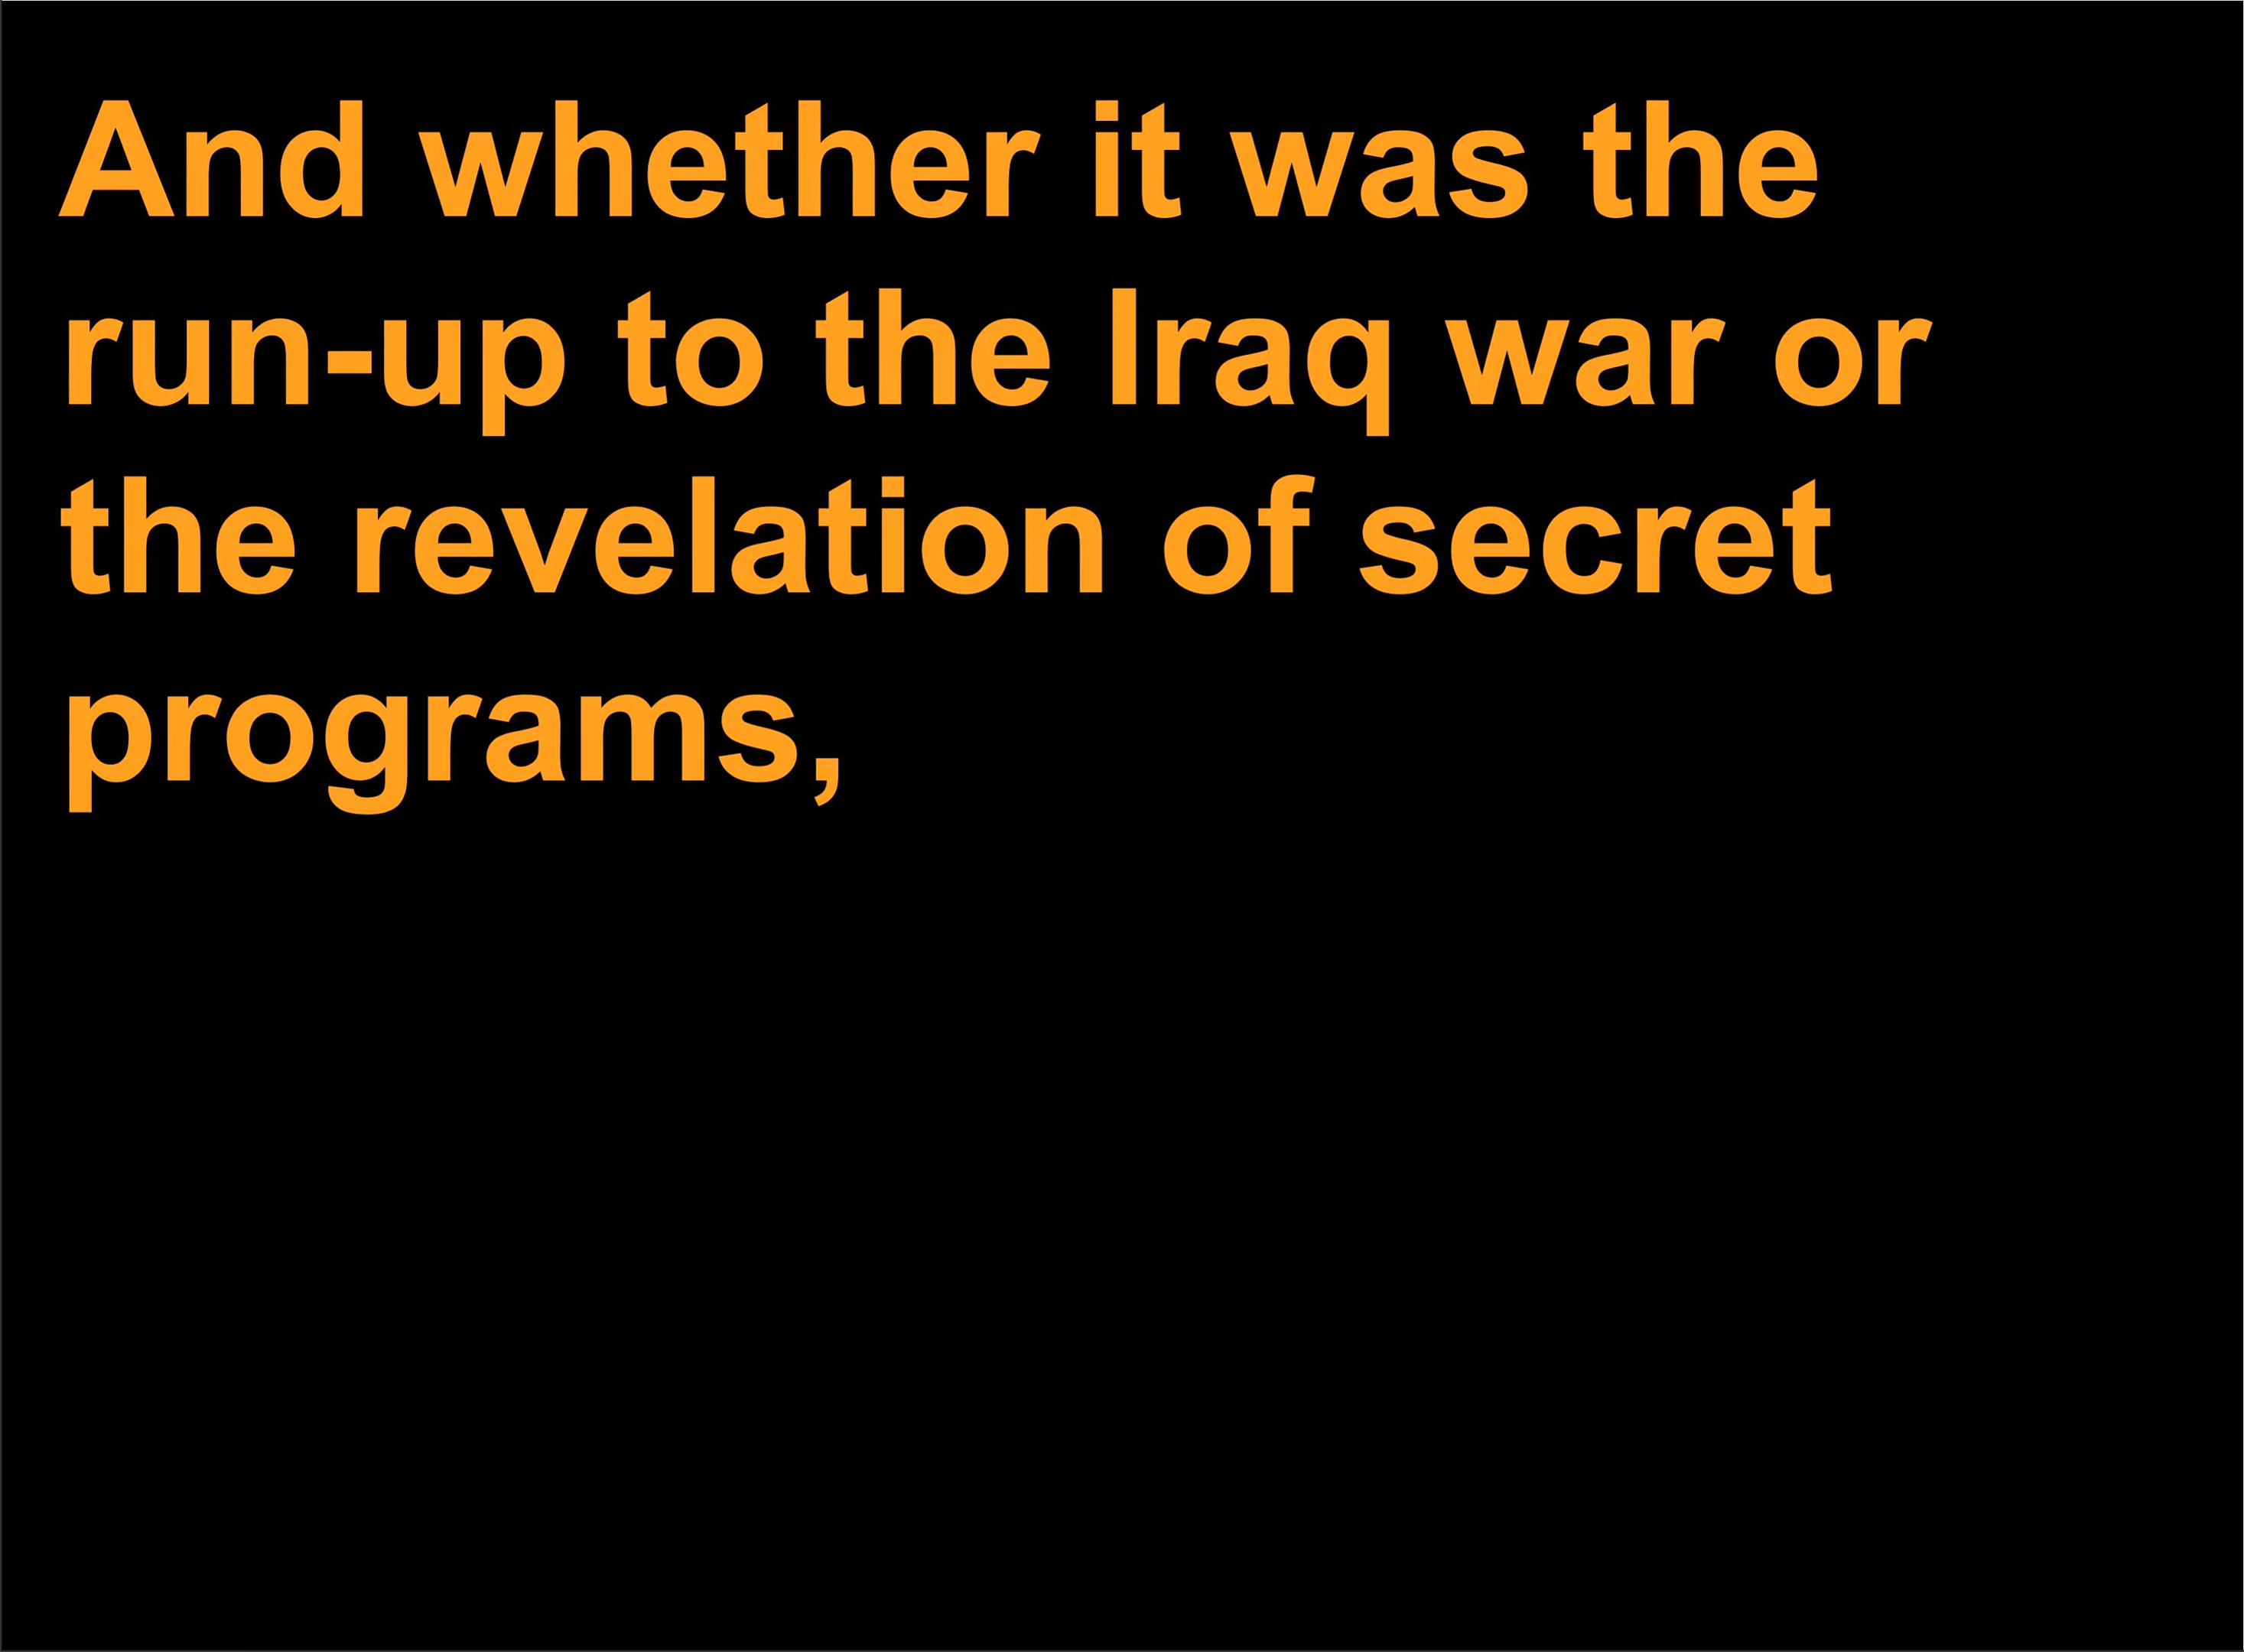 And whether it was the
run-up to the Iraq war or
the revelation of secret
programs,